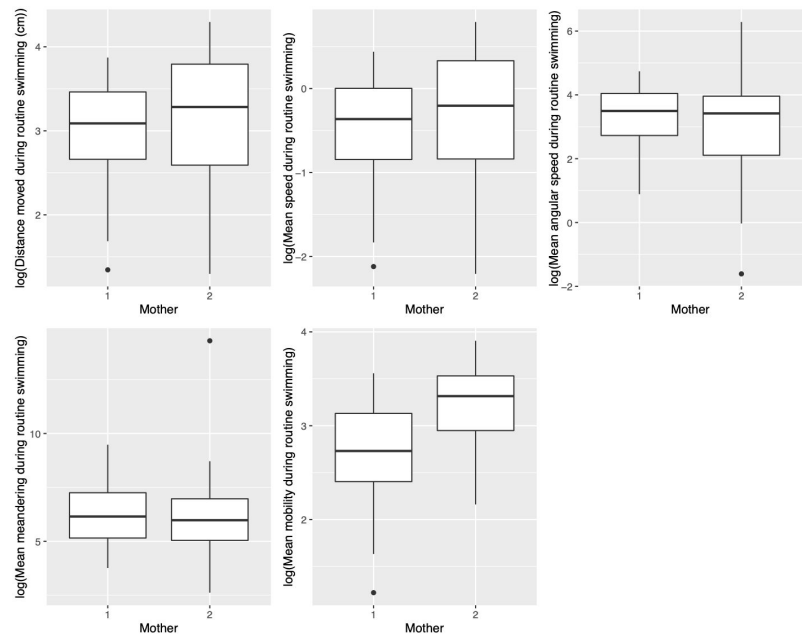 log(Distance moved during routine swimming (cm))
4
3
2
1
2
Mother
log(Mean speed during routine swimming)
0
−1
−2
1
2
Mother
log(Mean angular speed during routine swimming)
6
4
2
0
−2
1
2
Mother
log(Mean meandering during routine swimming)
10
5
1
2
Mother
log(Mean mobility during routine swimming)
4
3
2
1
2
Mother